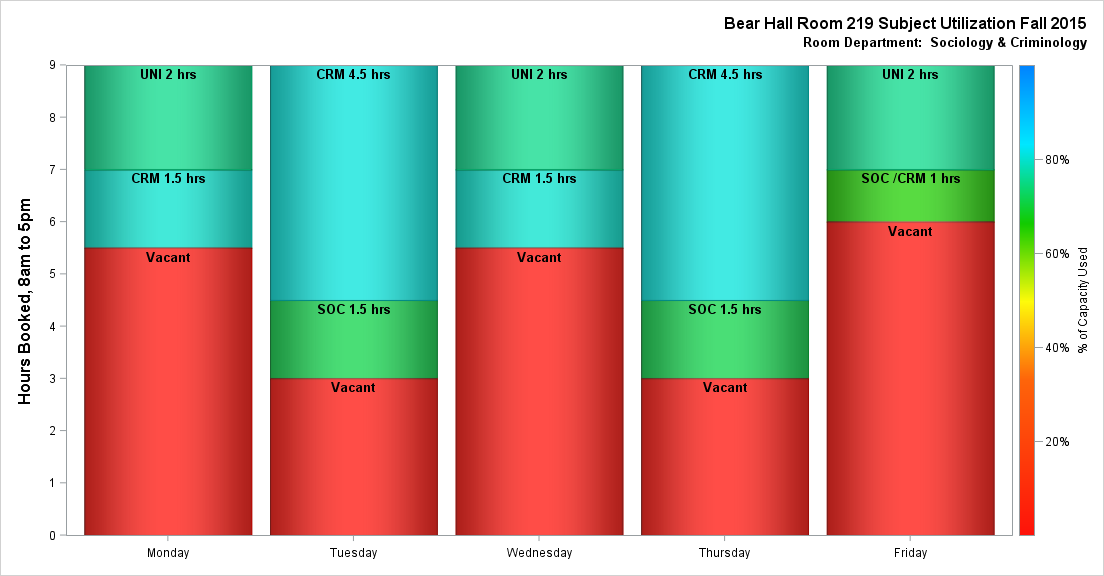 Bear Hall Room 219 Subject Utilization Fall 2015
Room Department:  Sociology & Criminology
Hours Booked, 8am to 5pm
9
8
7
6
5
4
3
2
1
0
UNI 2 hrs
CRM 1.5 hrs
Vacant
CRM 4.5 hrs
SOC 1.5 hrs
Vacant
UNI 2 hrs
CRM 1.5 hrs
Vacant
CRM 4.5 hrs
SOC 1.5 hrs
Vacant
UNI 2 hrs
SOC /CRM 1 hrs
Vacant
Monday
Tuesday
Wednesday
Thursday
Friday
80%
60%
40%
20%
% of Capacity Used